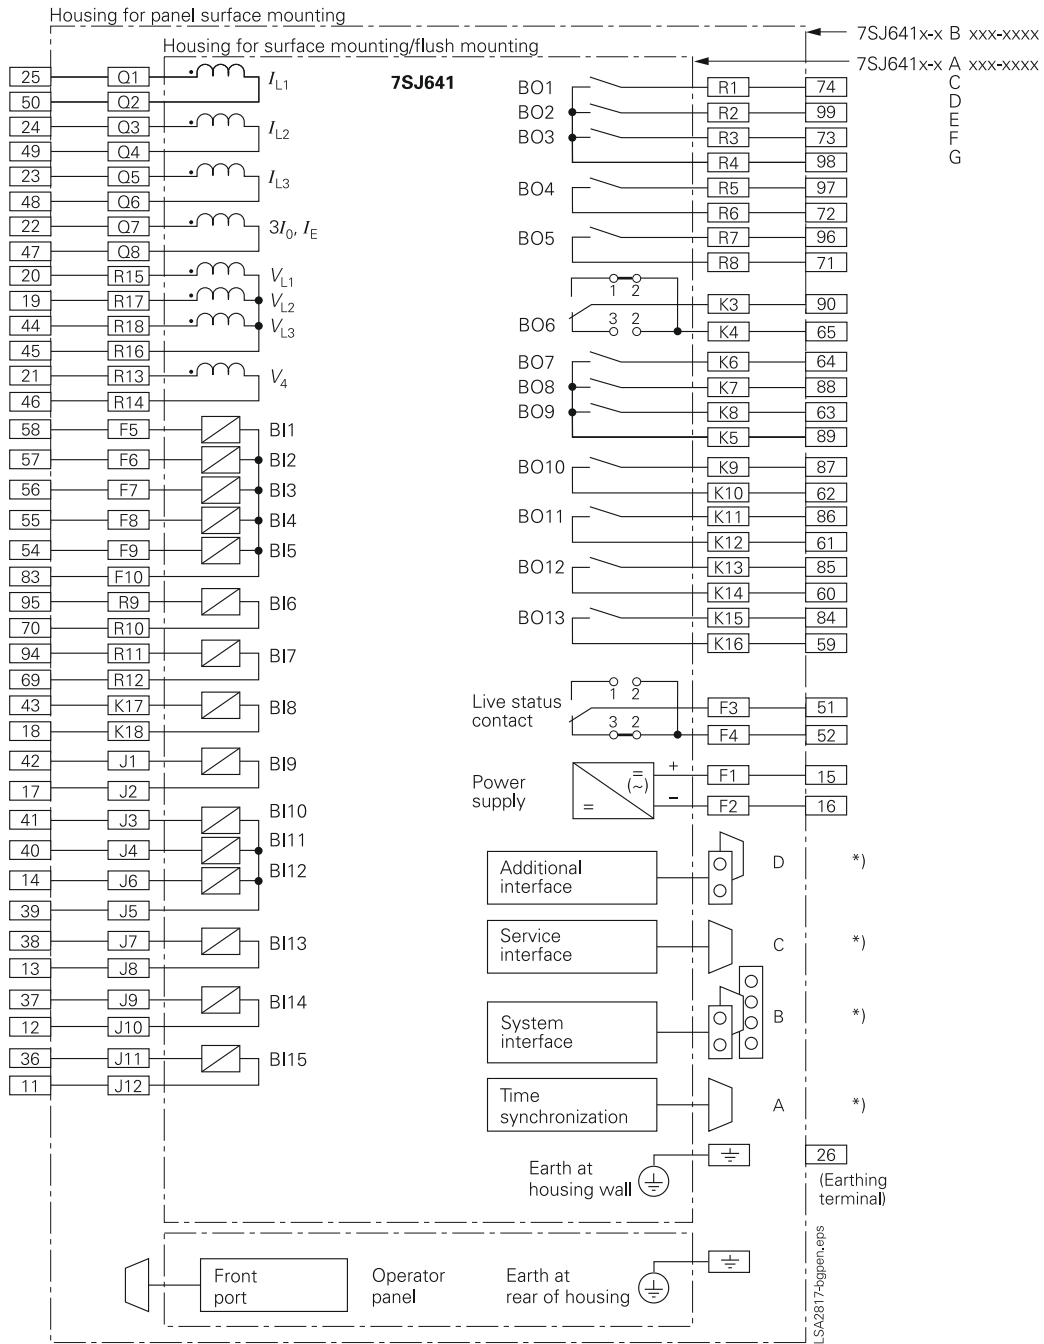 Housing for panel surface mounting
7SJ641x-x B xxx-xxxx
Housing for surface mounting/flush mounting
7SJ641x-x A xxx-xxxx
C
D
E
F
G
7SJ641
25 Q1 I_L1
50 Q2
24 Q3 I_L2
49 Q4
23 Q5 I_L3
48 Q6
22 Q7 3I_0, I_E
47 Q8
20 R15 V_L1
19 R17 V_L2
44 R18 V_L3
45 R16
21 R13 V_4
46 R14
58 F5 BI1
57 F6 BI2
56 F7 BI3
55 F8 BI4
54 F9 BI5
83 F10
95 R9 BI6
70 R10
94 R11 BI7
69 R12
43 K17 BI8
18 K18
42 J1 BI9
17 J2
41 J3 BI10
40 J4 BI11
14 J6 BI12
39 J5
38 J7 BI13
13 J8
37 J9 BI14
12 J10
36 J11 BI15
11 J12
BO1 R1 74
BO2 R2 99
BO3 R3 73
R4 98
BO4 R5 97
R6 72
BO5 R7 96
R8 71
1 2
K3 90
BO6 3 2
K4 65
BO7 K6 64
BO8 K7 88
BO9 K8 63
K5 89
BO10 K9 87
K10 62
BO11 K11 86
K12 61
BO12 K13 85
K14 60
BO13 K15 84
K16 59
1 2
Live status F3 51
contact 3 2 F4 52
Power = (~) + F1 15
supply = − F2 16
Additional D *)
interface
Service C *)
interface
System B *)
interface
Time A *)
synchronization
Earth at
housing wall
26
(Earthing
terminal)
Front
port
Operator
panel
Earth at
rear of housing
LSA2817-bgpen.eps